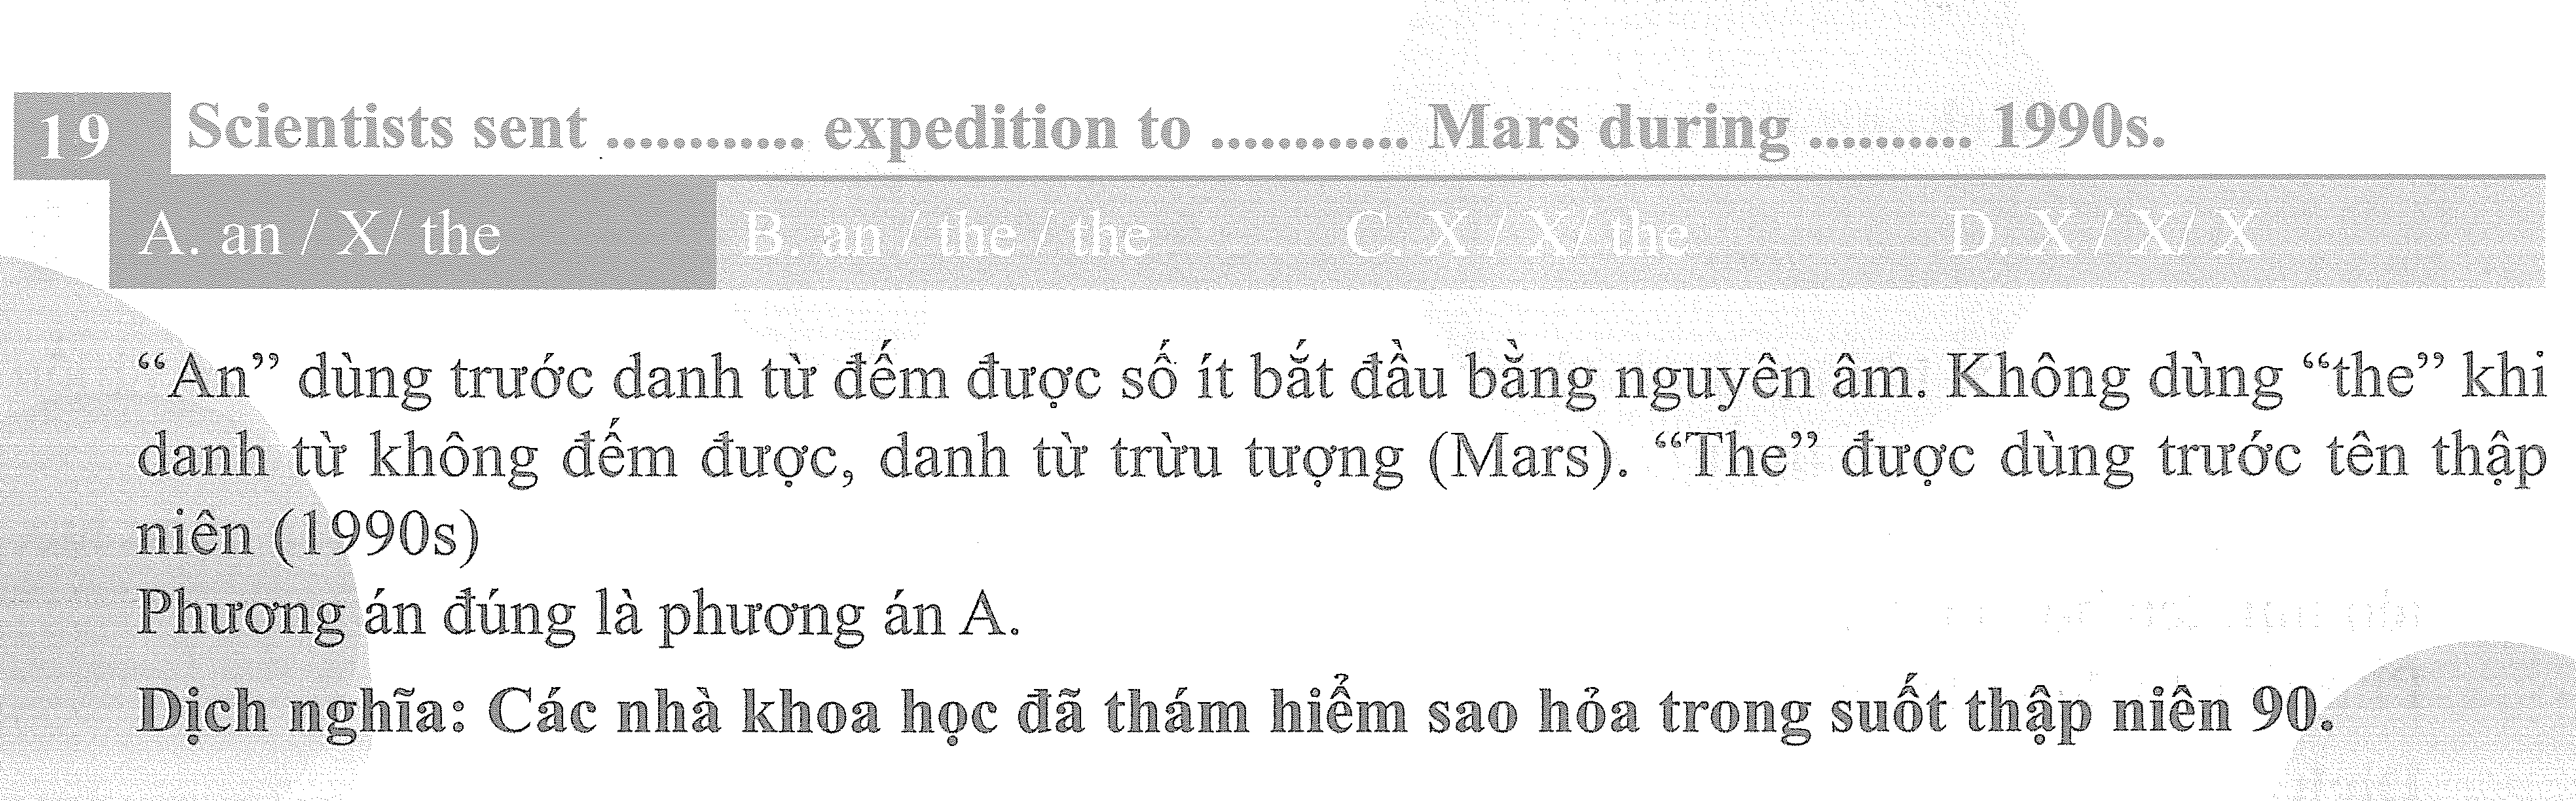 19 Scientists sent ............ expedition to ............ Mars during .......... 1990s.
A. an / X/ the B. an / the / the C. X / X/ the D. X / X/ X
“An” dùng trước danh từ đếm được số ít bắt đầu bằng nguyên âm. Không dùng “the” khi
danh từ không đếm được, danh từ trừu tượng (Mars). “The” được dùng trước tên thập
niên (1990s)
Phương án đúng là phương án A.
Dịch nghĩa: Các nhà khoa học đã thám hiểm sao hỏa trong suốt thập niên 90.